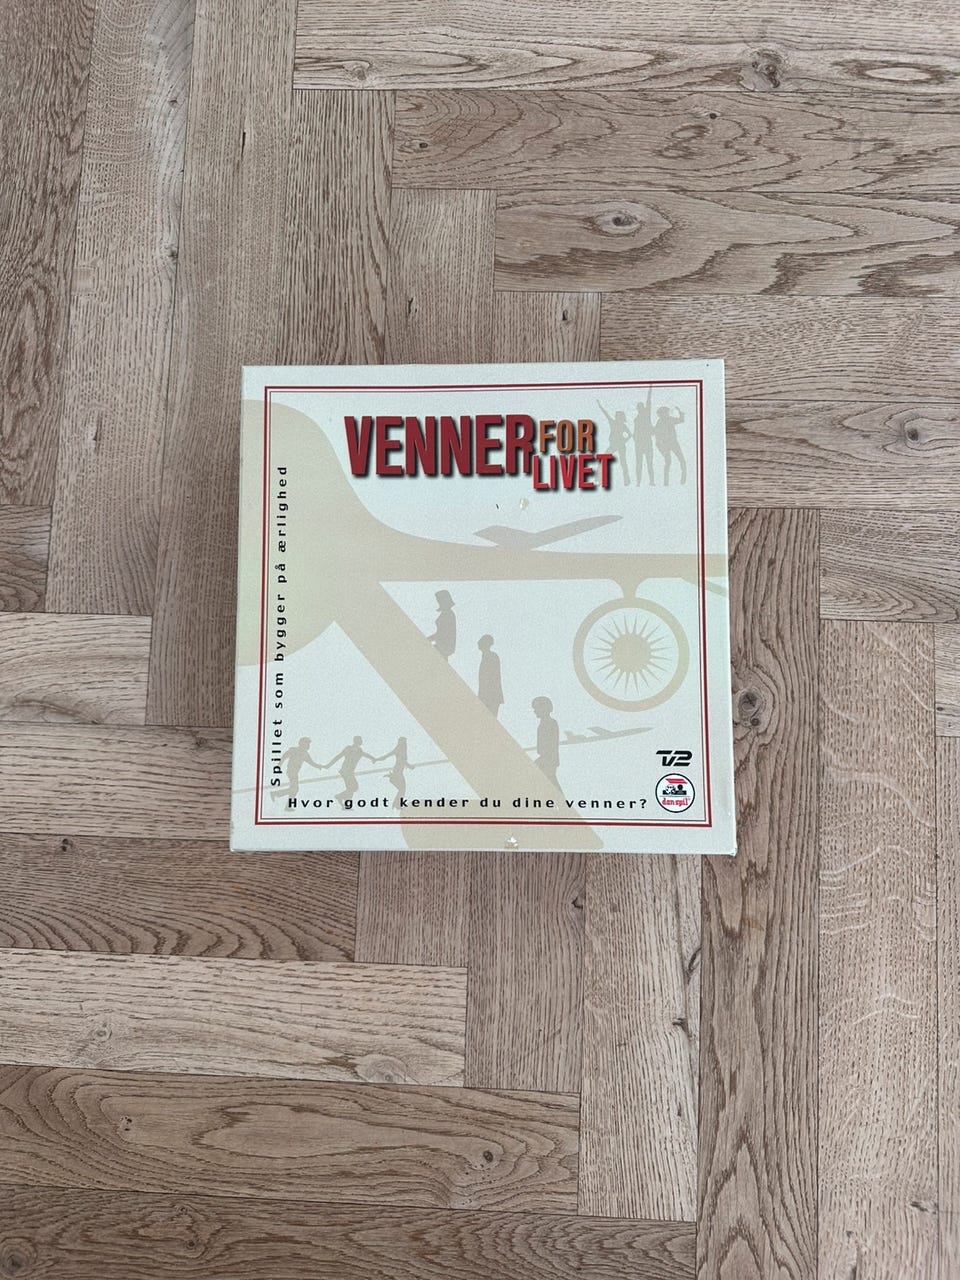 VENNER FOR
LIVET
Spillet som bygger på ærlighed
TV2
dan spil
Hvor godt kender du dine venner?